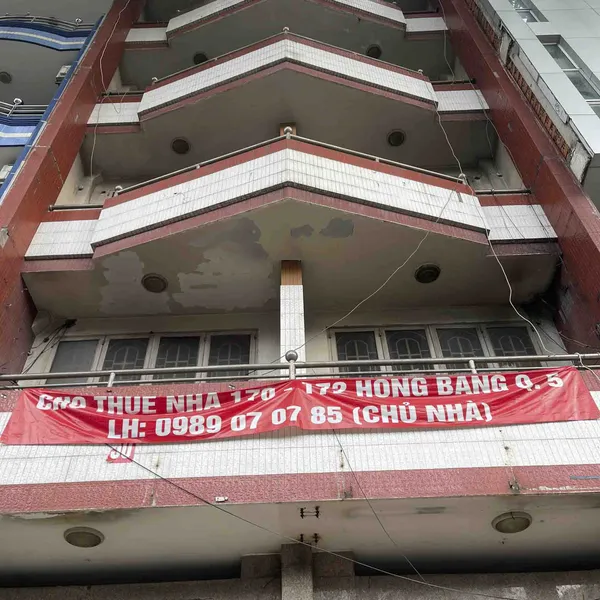 CHO THUE NHA 170 - 172 HONG BANG Q. 5
LH: 0989 07 07 85 (CHỦ NHÀ)